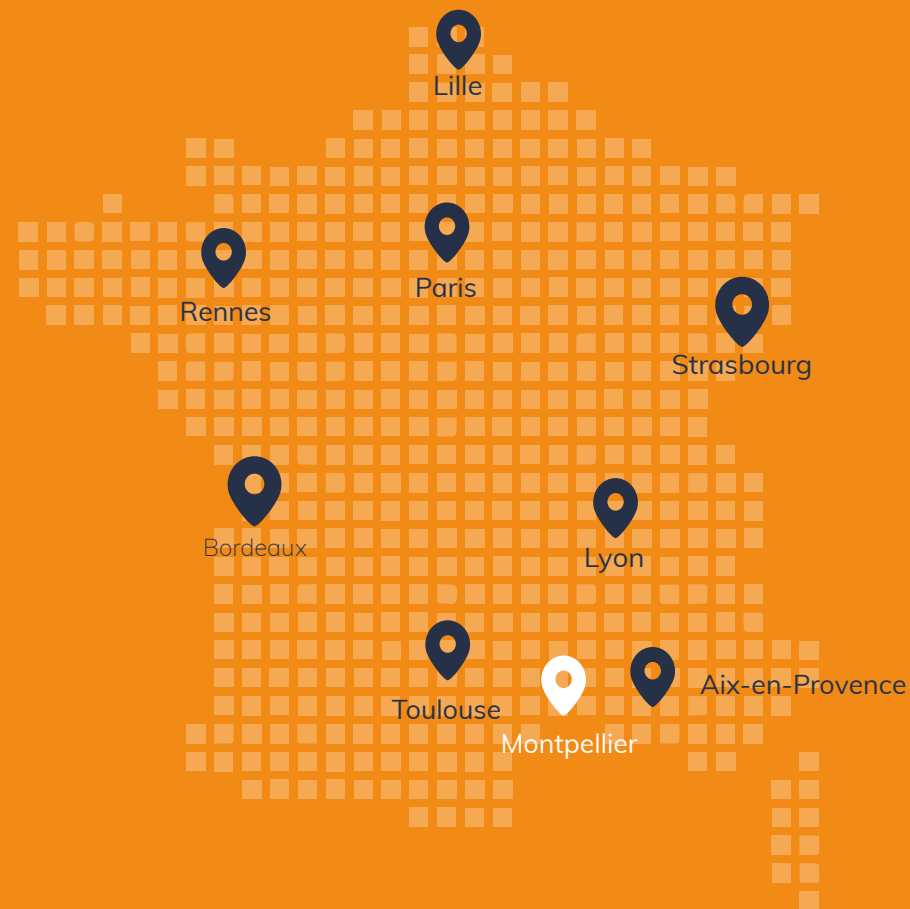 Lille
Paris
Rennes
Strasbourg
Bordeaux
Lyon
Aix-en-Provence
Toulouse
Montpellier